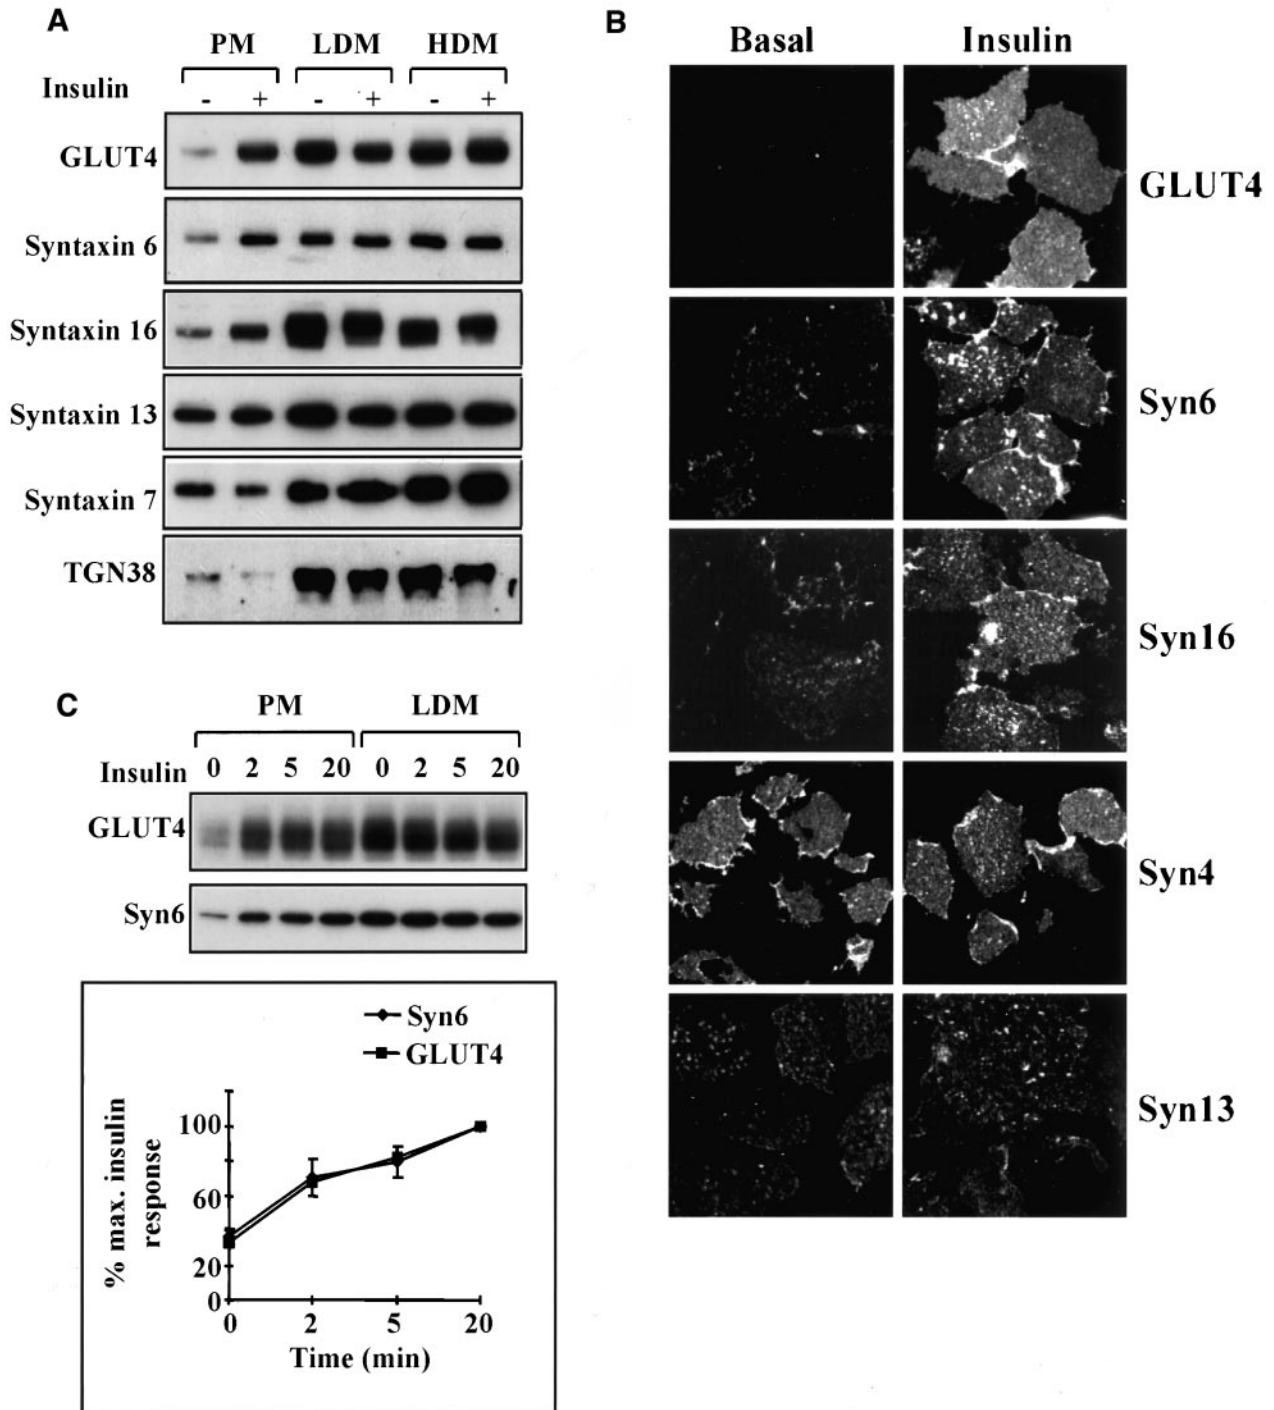 A
PM LDM HDM
Insulin - + - + - +
GLUT4
Syntaxin 6
Syntaxin 16
Syntaxin 13
Syntaxin 7
TGN38
B
Basal Insulin
GLUT4
Syn6
Syn16
Syn4
Syn13
C
PM LDM
Insulin 0 2 5 20 0 2 5 20
GLUT4
Syn6
Syn6
GLUT4
% max. insulin
response
100
60
20
0
0 2 5 20
Time (min)